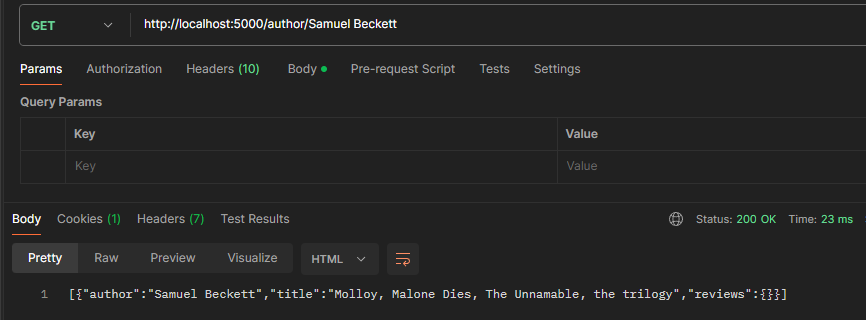 GET http://localhost:5000/author/Samuel Beckett
Params Authorization Headers (10) Body Pre-request Script Tests Settings
Query Params
Key Value
Key Value
Body Cookies (1) Headers (7) Test Results Status: 200 OK Time: 23 ms
Pretty Raw Preview Visualize HTML
1 [{"author":"Samuel Beckett","title":"Molloy, Malone Dies, The Unnamable, the trilogy","reviews":{}}]